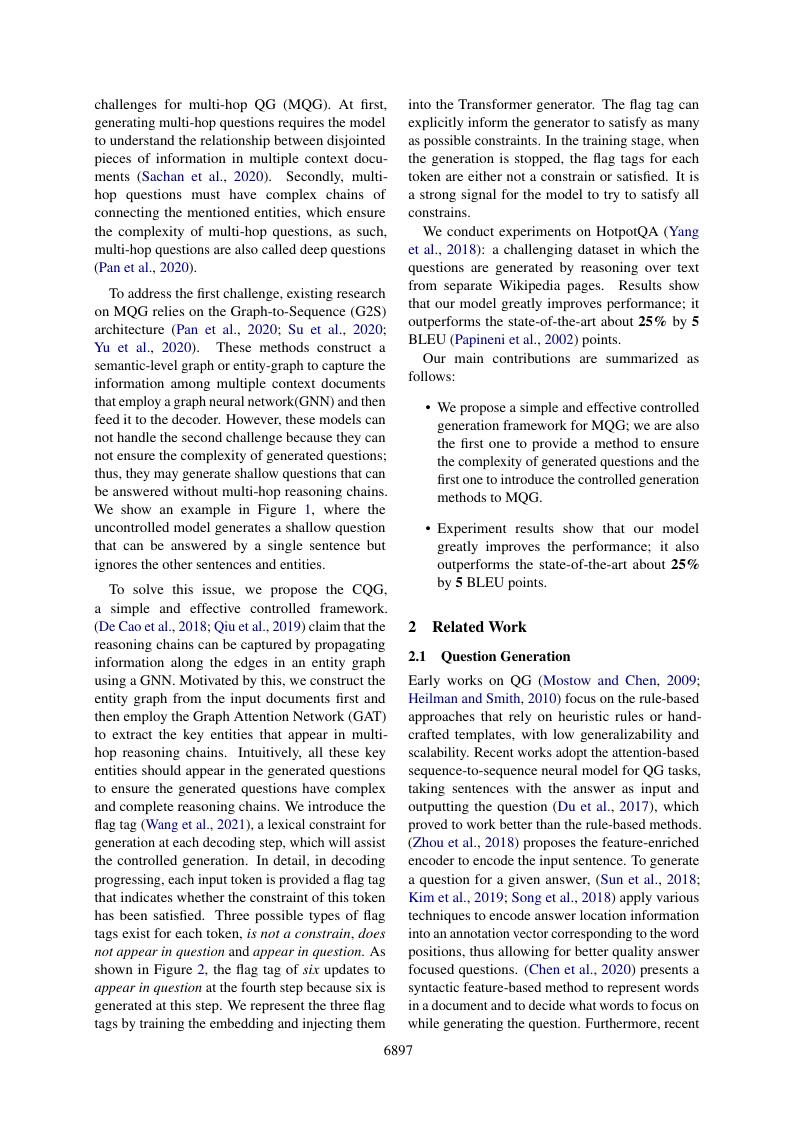 challenges for multi-hop QG (MQG). At first,
generating multi-hop questions requires the model
to understand the relationship between disjointed
pieces of information in multiple context docu-
ments (Sachan et al., 2020). Secondly, multi-
hop questions must have complex chains of
connecting the mentioned entities, which ensure
the complexity of multi-hop questions, as such,
multi-hop questions are also called deep questions
(Pan et al., 2020).
To address the first challenge, existing research
on MQG relies on the Graph-to-Sequence (G2S)
architecture (Pan et al., 2020; Su et al., 2020;
Yu et al., 2020). These methods construct a
semantic-level graph or entity-graph to capture the
information among multiple context documents
that employ a graph neural network(GNN) and then
feed it to the decoder. However, these models can
not handle the second challenge because they can
not ensure the complexity of generated questions;
thus, they may generate shallow questions that can
be answered without multi-hop reasoning chains.
We show an example in Figure 1, where the
uncontrolled model generates a shallow question
that can be answered by a single sentence but
ignores the other sentences and entities.
To solve this issue, we propose the CQG,
a simple and effective controlled framework.
(De Cao et al., 2018; Qiu et al., 2019) claim that the
reasoning chains can be captured by propagating
information along the edges in an entity graph
using a GNN. Motivated by this, we construct the
entity graph from the input documents first and
then employ the Graph Attention Network (GAT)
to extract the key entities that appear in multi-
hop reasoning chains. Intuitively, all these key
entities should appear in the generated questions
to ensure the generated questions have complex
and complete reasoning chains. We introduce the
flag tag (Wang et al., 2021), a lexical constraint for
generation at each decoding step, which will assist
the controlled generation. In detail, in decoding
progressing, each input token is provided a flag tag
that indicates whether the constraint of this token
has been satisfied. Three possible types of flag
tags exist for each token, is not a constrain, does
not appear in question and appear in question. As
shown in Figure 2, the flag tag of six updates to
appear in question at the fourth step because six is
generated at this step. We represent the three flag
tags by training the embedding and injecting them
into the Transformer generator. The flag tag can
explicitly inform the generator to satisfy as many
as possible constraints. In the training stage, when
the generation is stopped, the flag tags for each
token are either not a constrain or satisfied. It is
a strong signal for the model to try to satisfy all
constrains.
We conduct experiments on HotpotQA (Yang
et al., 2018): a challenging dataset in which the
questions are generated by reasoning over text
from separate Wikipedia pages. Results show
that our model greatly improves performance; it
outperforms the state-of-the-art about 25% by 5
BLEU (Papineni et al., 2002) points.
Our main contributions are summarized as
follows:
• We propose a simple and effective controlled
generation framework for MQG; we are also
the first one to provide a method to ensure
the complexity of generated questions and the
first one to introduce the controlled generation
methods to MQG.
• Experiment results show that our model
greatly improves the performance; it also
outperforms the state-of-the-art about 25%
by 5 BLEU points.
2 Related Work
2.1 Question Generation
Early works on QG (Mostow and Chen, 2009;
Heilman and Smith, 2010) focus on the rule-based
approaches that rely on heuristic rules or hand-
crafted templates, with low generalizability and
scalability. Recent works adopt the attention-based
sequence-to-sequence neural model for QG tasks,
taking sentences with the answer as input and
outputting the question (Du et al., 2017), which
proved to work better than the rule-based methods.
(Zhou et al., 2018) proposes the feature-enriched
encoder to encode the input sentence. To generate
a question for a given answer, (Sun et al., 2018;
Kim et al., 2019; Song et al., 2018) apply various
techniques to encode answer location information
into an annotation vector corresponding to the word
positions, thus allowing for better quality answer
focused questions. (Chen et al., 2020) presents a
syntactic feature-based method to represent words
in a document and to decide what words to focus on
while generating the question. Furthermore, recent
6897